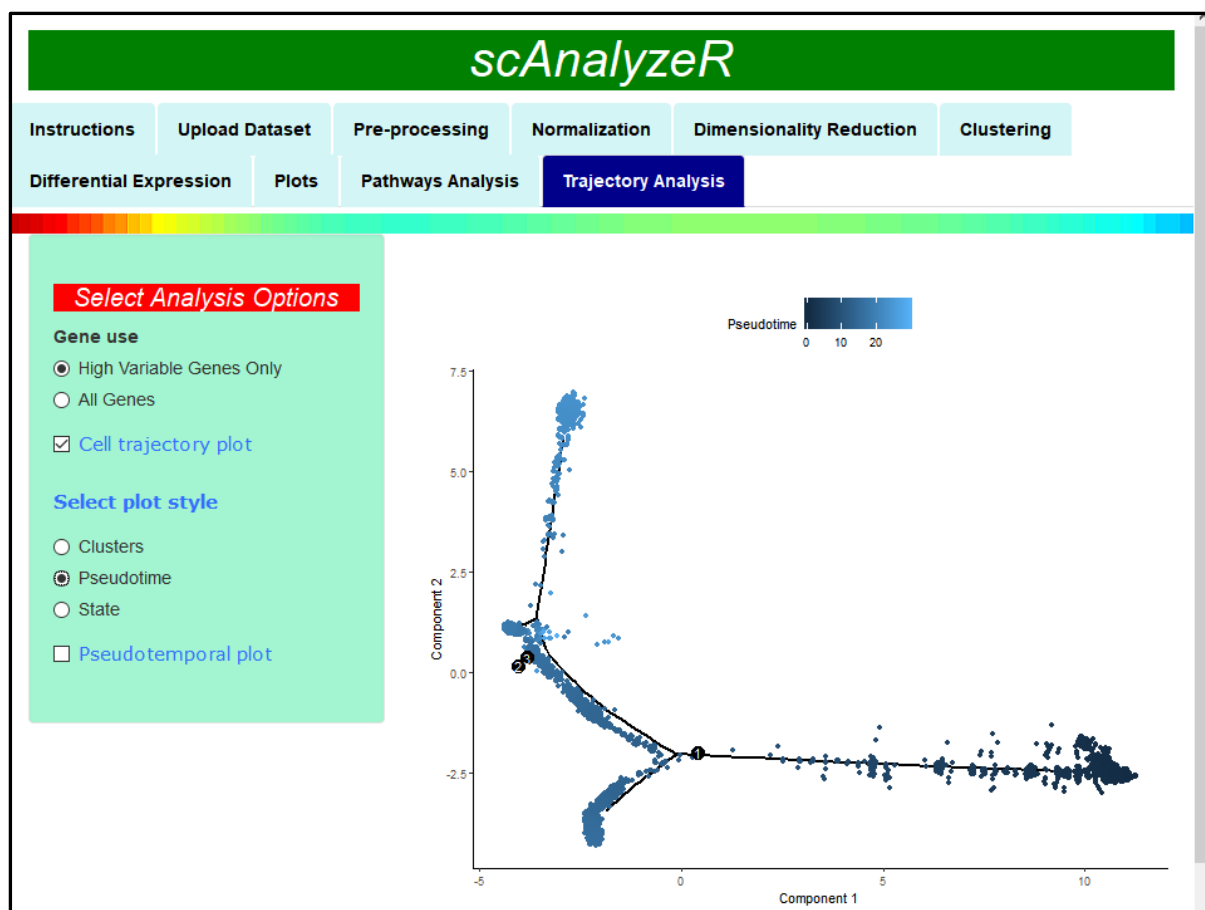 scAnalyzeR
Instructions Upload Dataset Pre-processing Normalization Dimensionality Reduction Clustering
Differential Expression Plots Pathways Analysis Trajectory Analysis
Select Analysis Options
Gene use
High Variable Genes Only
All Genes
Cell trajectory plot
Select plot style
Clusters
Pseudotime
State
Pseudotemporal plot
Pseudotime
0 10 20
Component 2
7.5
5.0
2.5
0.0
-2.5
3
2
1
-5 0 5 10
Component 1